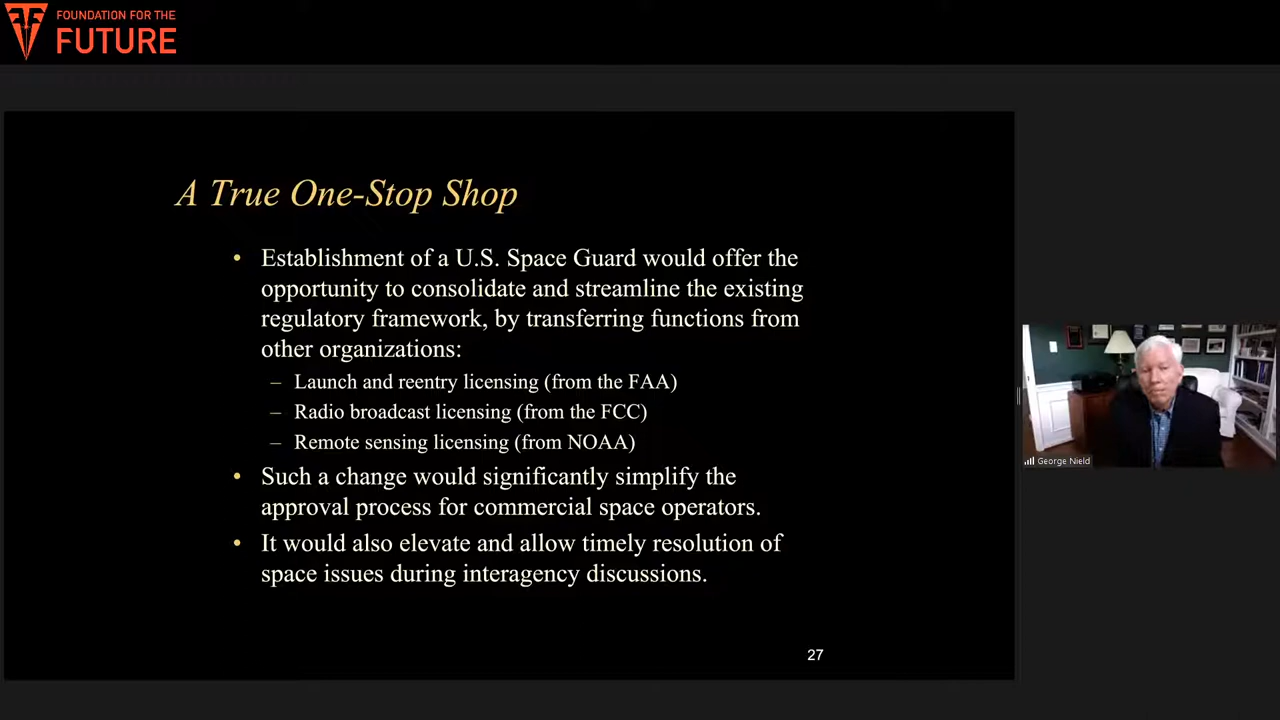 FOUNDATION FOR THE
FUTURE
A True One-Stop Shop
• Establishment of a U.S. Space Guard would offer the
opportunity to consolidate and streamline the existing
regulatory framework, by transferring functions from
other organizations:
– Launch and reentry licensing (from the FAA)
– Radio broadcast licensing (from the FCC)
– Remote sensing licensing (from NOAA)
• Such a change would significantly simplify the
approval process for commercial space operators.
• It would also elevate and allow timely resolution of
space issues during interagency discussions.
27
George Nield